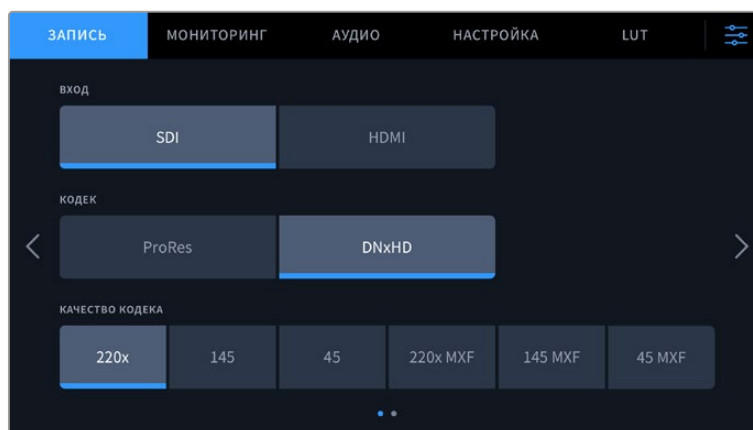 ЗАПИСЬ МОНИТОРИНГ АУДИО НАСТРОЙКА LUT
ВХОД
SDI HDMI
КОДЕК
ProRes DNxHD
КАЧЕСТВО КОДЕКА
220x 145 45 220x MXF 145 MXF 45 MXF